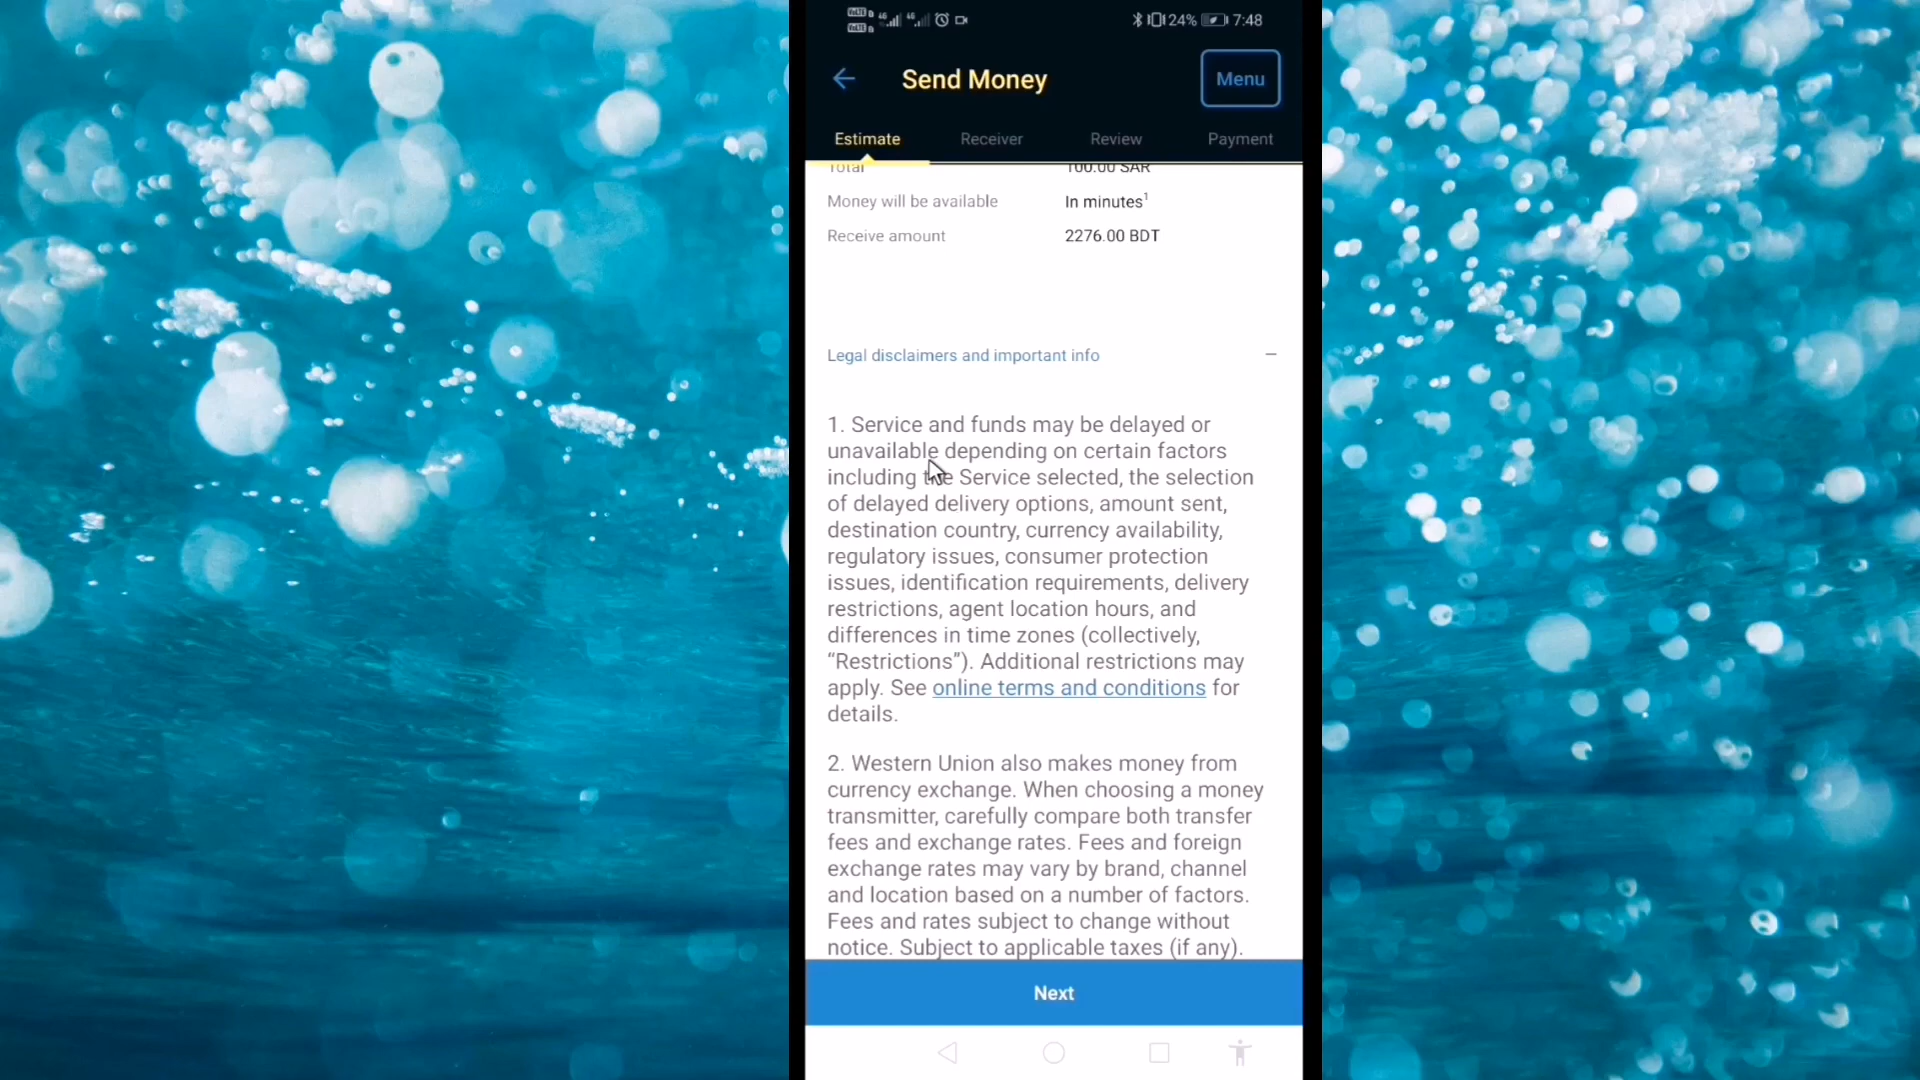 24% 7:48
Send Money
Menu
Estimate Receiver Review Payment
Total 100.00 SAR
Money will be available In minutes1
Receive amount 2276.00 BDT
Legal disclaimers and important info
1. Service and funds may be delayed or
unavailable depending on certain factors
including the Service selected, the selection
of delayed delivery options, amount sent,
destination country, currency availability,
regulatory issues, consumer protection
issues, identification requirements, delivery
restrictions, agent location hours, and
differences in time zones (collectively,
“Restrictions”). Additional restrictions may
apply. See online terms and conditions for
details.
2. Western Union also makes money from
currency exchange. When choosing a money
transmitter, carefully compare both transfer
fees and exchange rates. Fees and foreign
exchange rates may vary by brand, channel
and location based on a number of factors.
Fees and rates subject to change without
notice. Subject to applicable taxes (if any).
Next